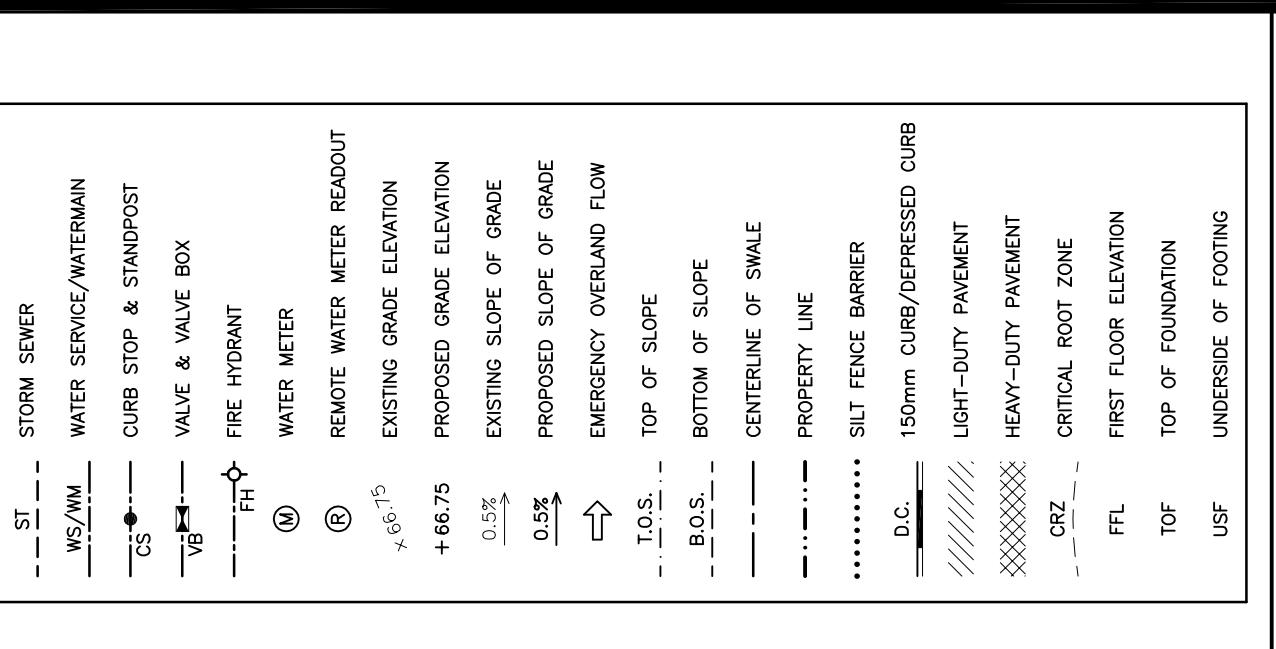 ST STORM SEWER
WS/WM WATER SERVICE/WATERMAIN
CS CURB STOP & STANDPOST
VB VALVE & VALVE BOX
FH FIRE HYDRANT
M WATER METER
R REMOTE WATER METER READOUT
× 66.75 EXISTING GRADE ELEVATION
+ 66.75 PROPOSED GRADE ELEVATION
0.5% EXISTING SLOPE OF GRADE
0.5% PROPOSED SLOPE OF GRADE
EMERGENCY OVERLAND FLOW
T.O.S. TOP OF SLOPE
B.O.S. BOTTOM OF SLOPE
CENTERLINE OF SWALE
PROPERTY LINE
SILT FENCE BARRIER
D.C. 150mm CURB/DEPRESSED CURB
LIGHT-DUTY PAVEMENT
HEAVY-DUTY PAVEMENT
CRZ CRITICAL ROOT ZONE
FFL FIRST FLOOR ELEVATION
TOF TOP OF FOUNDATION
USF UNDERSIDE OF FOOTING